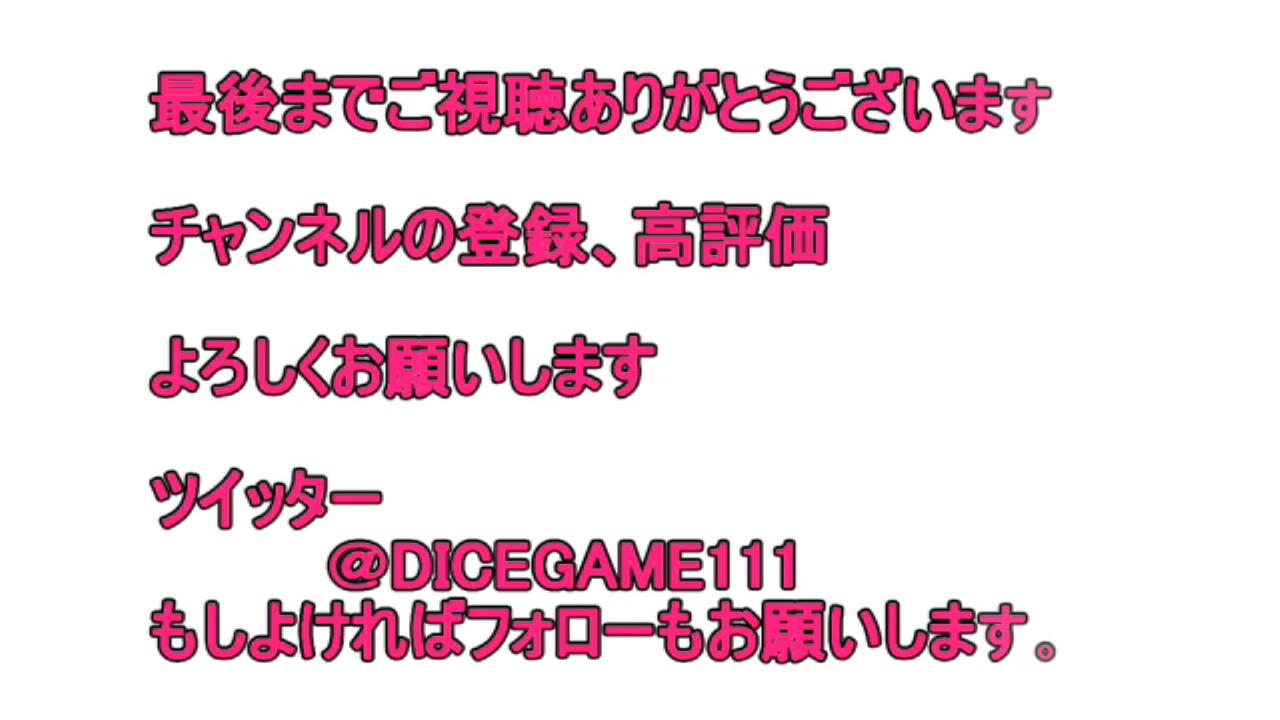 最後までご視聴ありがとうございます
チャンネルの登録、高評価
よろしくお願いします
ツイッター
@DICEGAME111
もしよければフォローもお願いします。